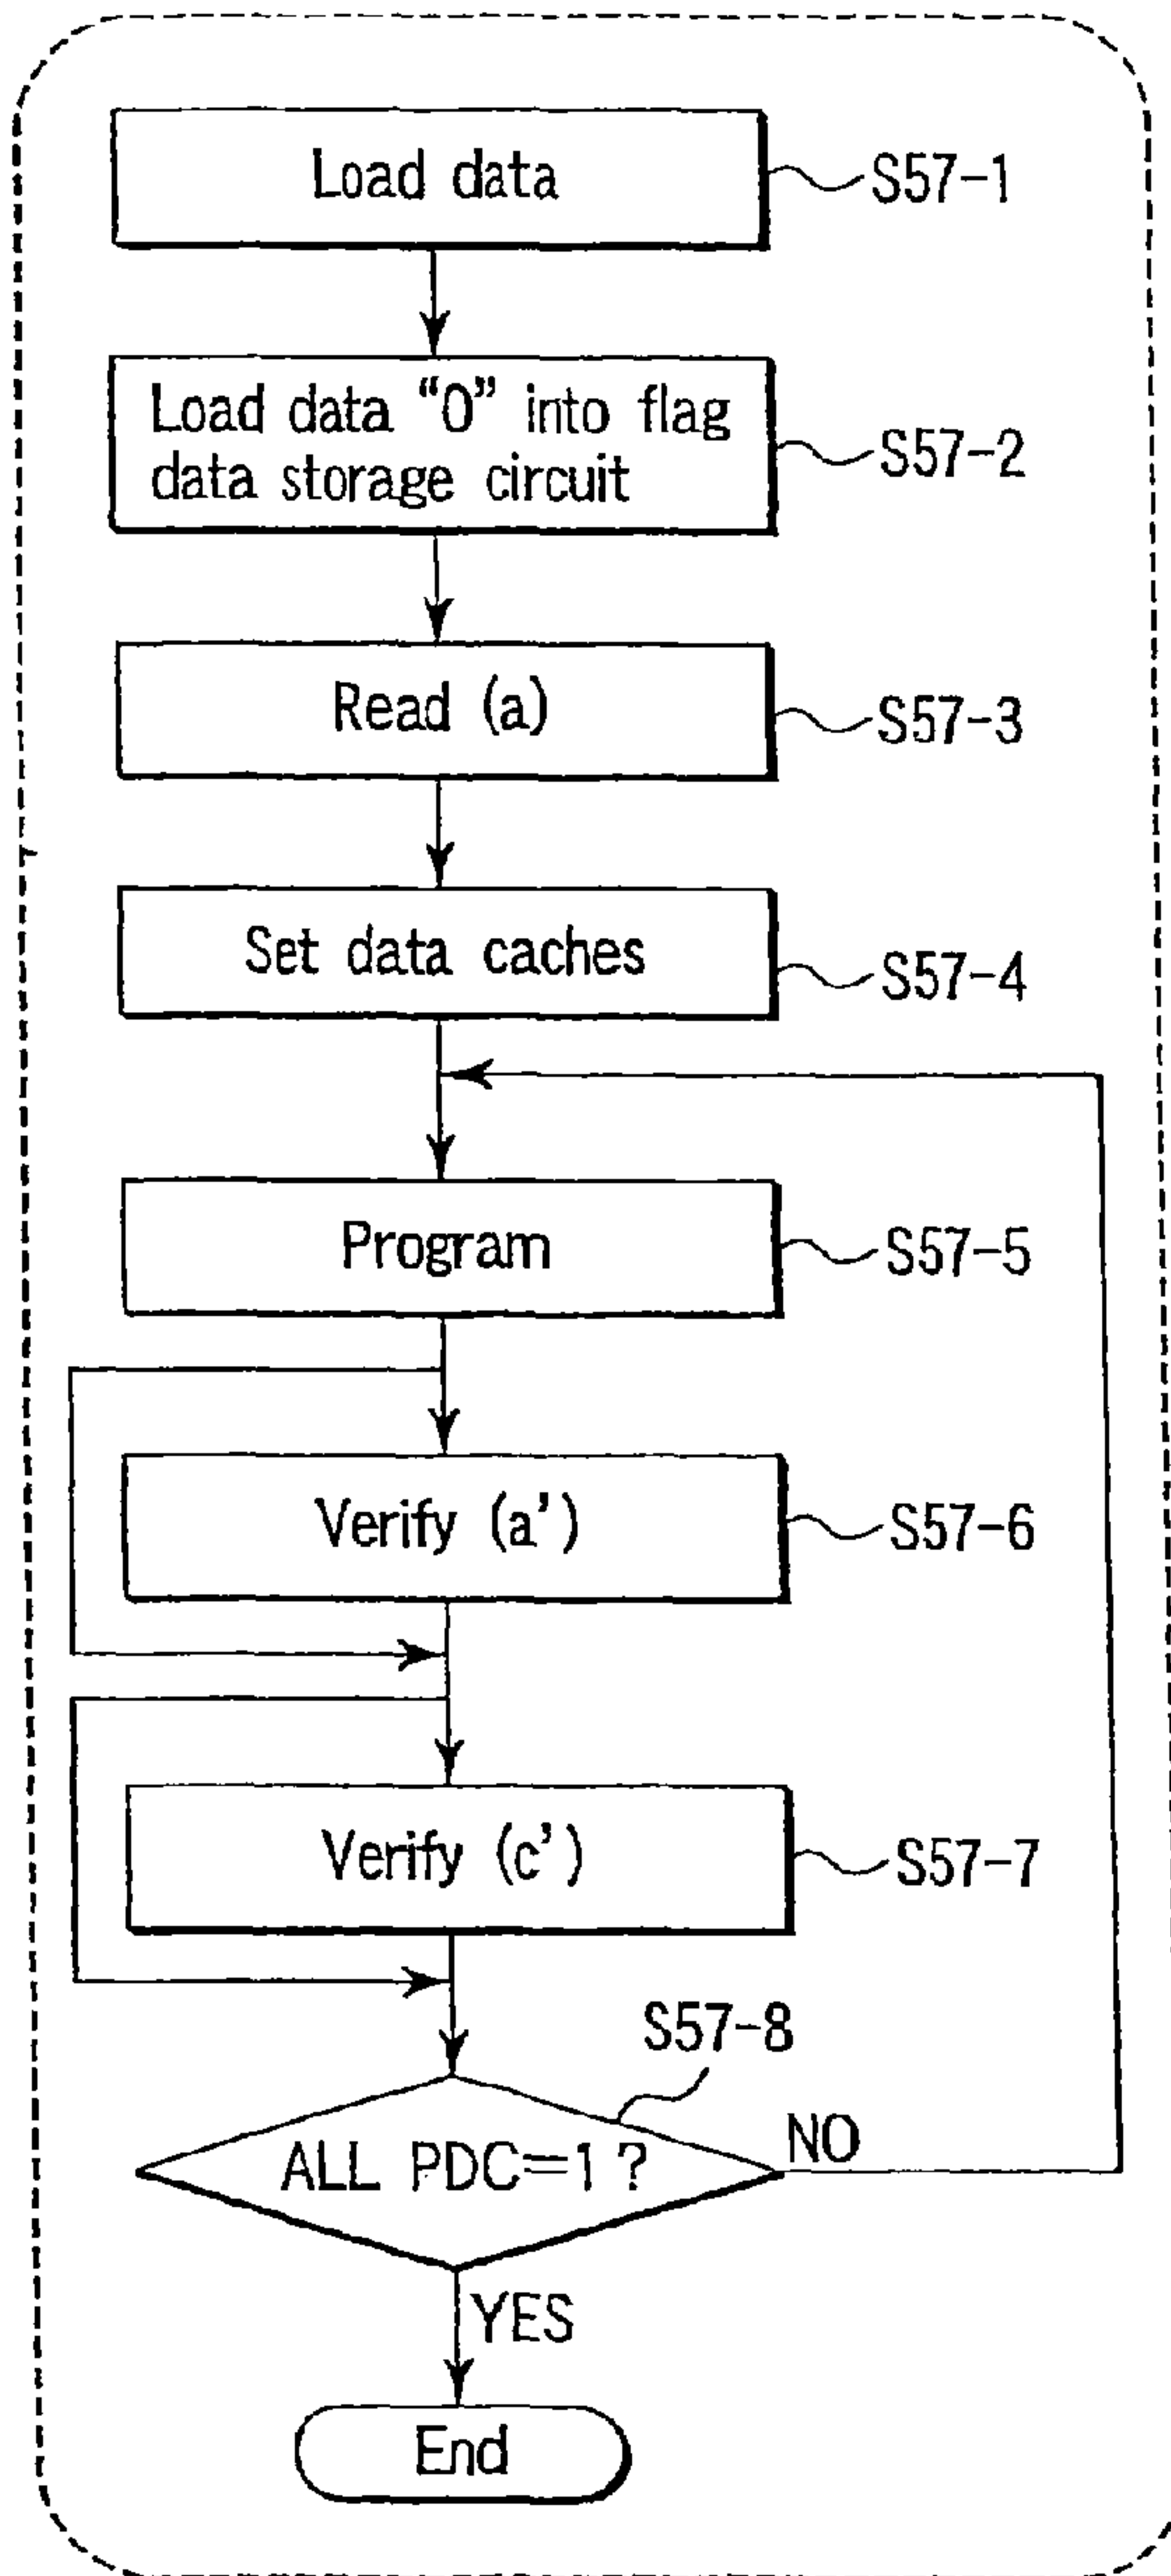 Load data
S57-1
Load data “0” into flag
data storage circuit
S57-2
Read (a)
S57-3
Set data caches
S57-4
Program
S57-5
Verify (a’)
S57-6
Verify (c’)
S57-7
S57-8
ALL PDC=1 ?
NO
YES
End